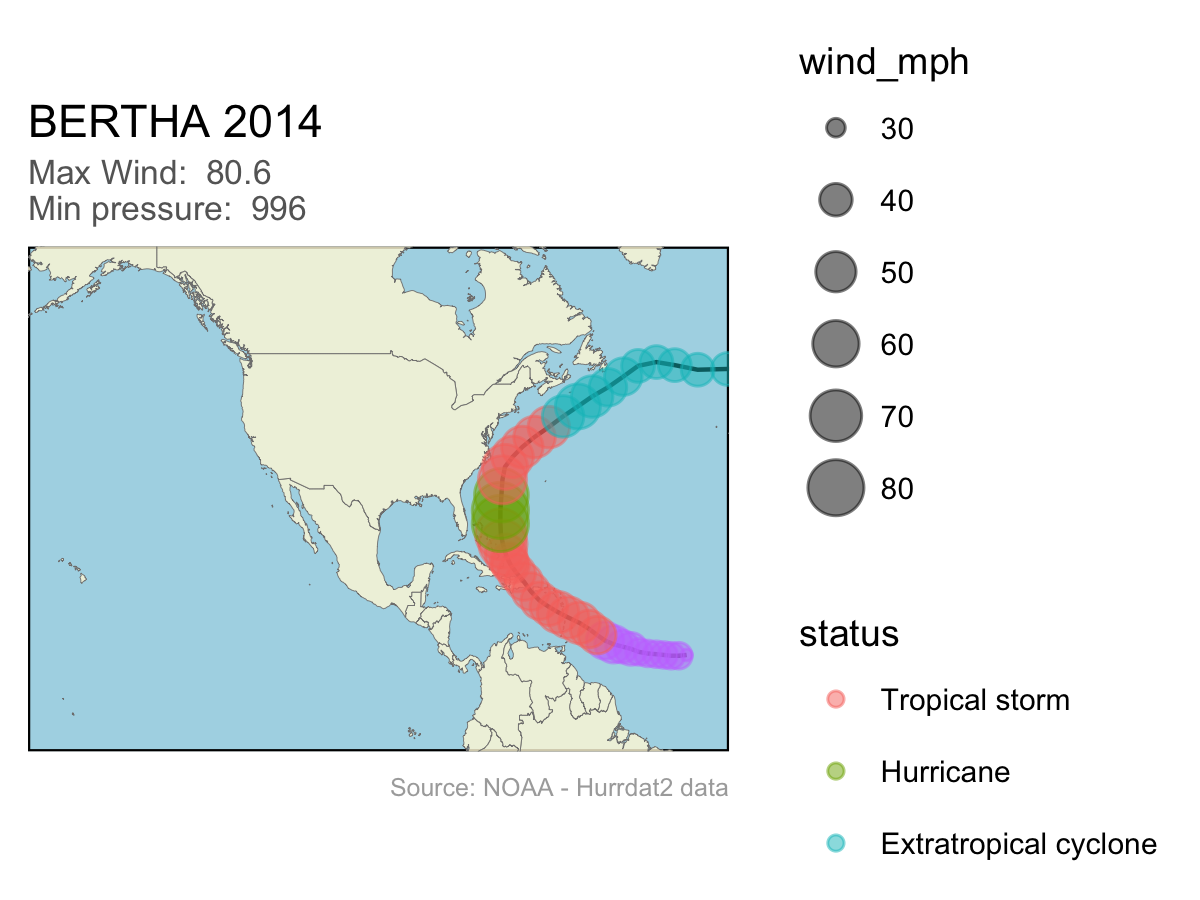 BERTHA 2014
Max Wind:  80.6
Min pressure:  996
Source: NOAA - Hurrdat2 data
wind_mph
30
40
50
60
70
80
status
Tropical storm
Hurricane
Extratropical cyclone